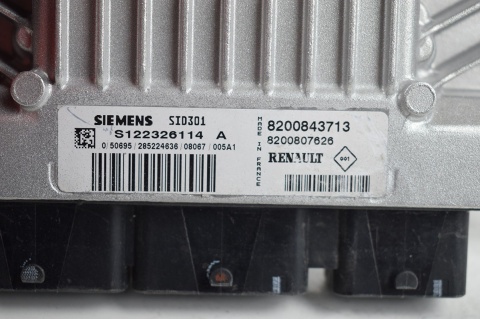 SIEMENS SID301
S122326114 A
0/50695/285224636/08067/005A1
MADE IN FRANCE
8200843713
8200807626
RENAULT 001